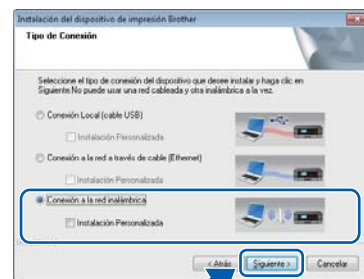 Instalación del dispositivo de impresión Brother
Tipo de Conexión
Seleccione el tipo de conexión del dispositivo que desee instalar y haga clic en
Siguiente.No puede usar una red cableada y otra inalámbrica a la vez.
Conexión Local (cable USB)
Instalación Personalizada
Conexión a la red a través de cable (Ethernet)
Instalación Personalizada
Conexión a la red inalámbrica
Instalación Personalizada
< Atrás
Siguiente >
Cancelar